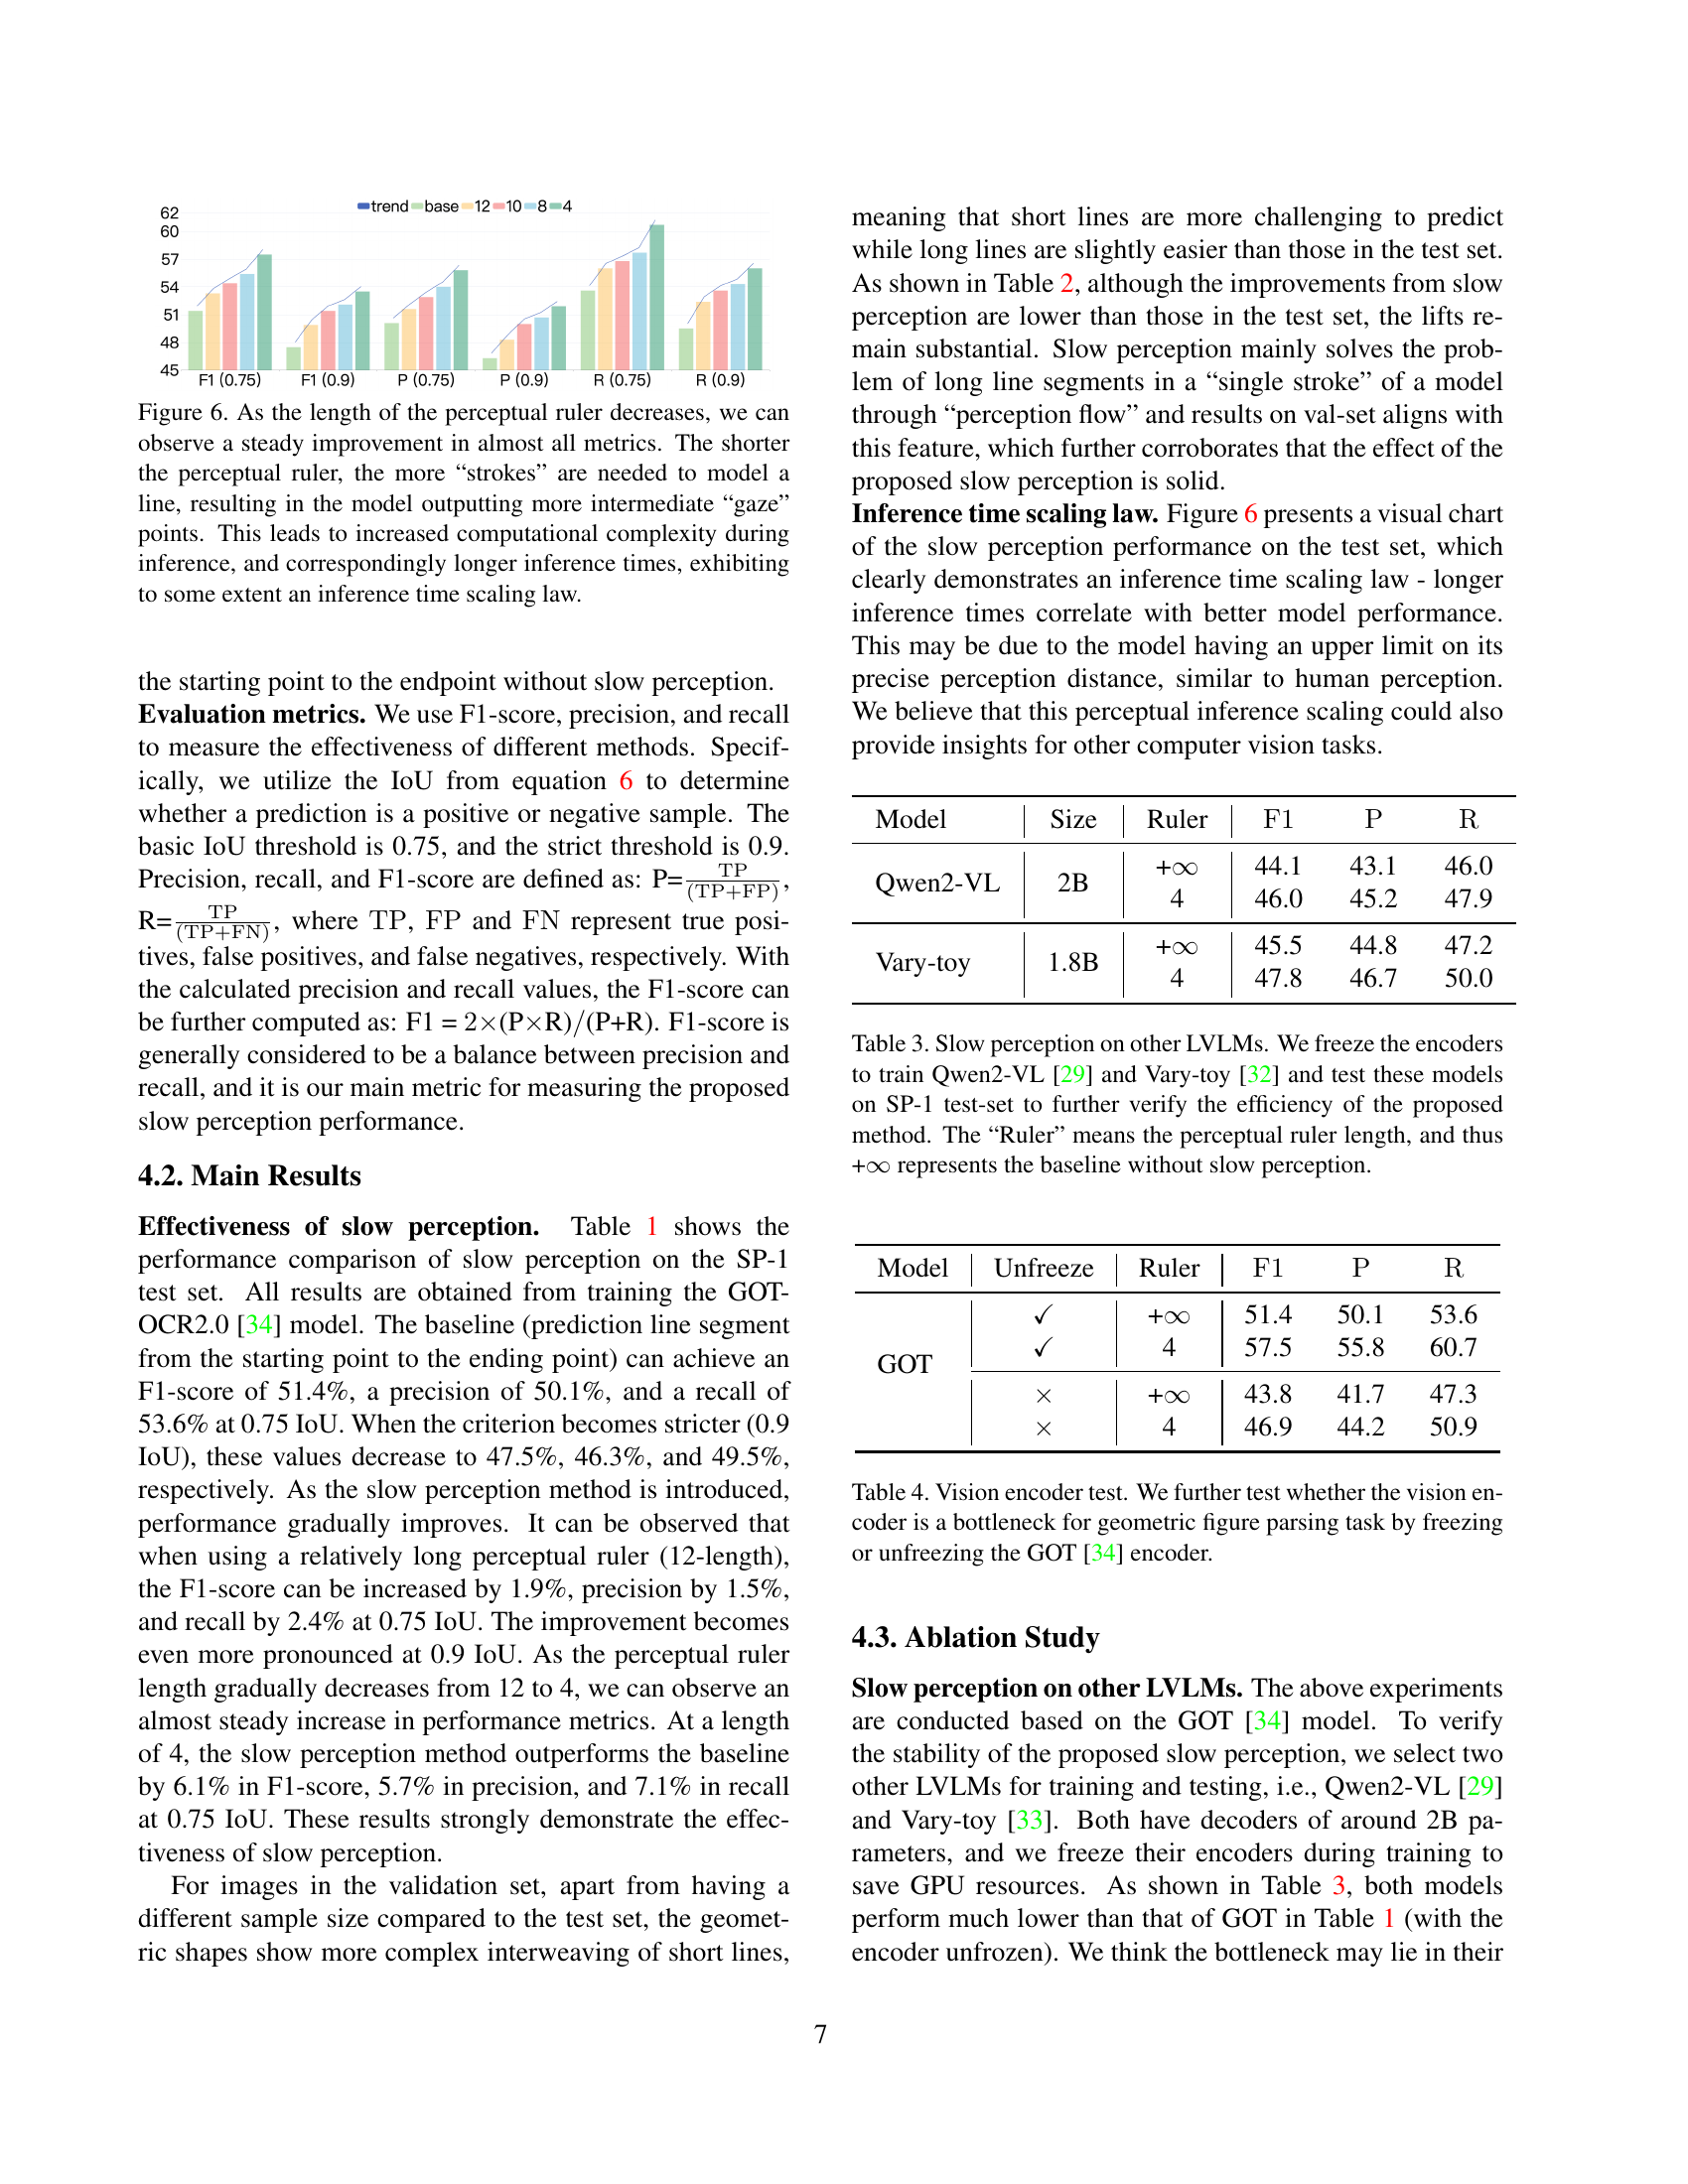 trend base 12 10 8 4
62
60
57
54
51
48
45
F1 (0.75) F1 (0.9) P (0.75) P (0.9) R (0.75) R (0.9)
Figure 6. As the length of the perceptual ruler decreases, we can
observe a steady improvement in almost all metrics. The shorter
the perceptual ruler, the more “strokes” are needed to model a
line, resulting in the model outputting more intermediate “gaze”
points. This leads to increased computational complexity during
inference, and correspondingly longer inference times, exhibiting
to some extent an inference time scaling law.
the starting point to the endpoint without slow perception.
Evaluation metrics. We use F1-score, precision, and recall
to measure the effectiveness of different methods. Specif-
ically, we utilize the IoU from equation 6 to determine
whether a prediction is a positive or negative sample. The
basic IoU threshold is 0.75, and the strict threshold is 0.9.
Precision, recall, and F1-score are defined as: P=TP/(TP+FP),
R=TP/(TP+FN), where TP, FP and FN represent true posi-
tives, false positives, and false negatives, respectively. With
the calculated precision and recall values, the F1-score can
be further computed as: F1 = 2×(P×R)/(P+R). F1-score is
generally considered to be a balance between precision and
recall, and it is our main metric for measuring the proposed
slow perception performance.
4.2. Main Results
Effectiveness of slow perception. Table 1 shows the
performance comparison of slow perception on the SP-1
test set. All results are obtained from training the GOT-
OCR2.0 [34] model. The baseline (prediction line segment
from the starting point to the ending point) can achieve an
F1-score of 51.4%, a precision of 50.1%, and a recall of
53.6% at 0.75 IoU. When the criterion becomes stricter (0.9
IoU), these values decrease to 47.5%, 46.3%, and 49.5%,
respectively. As the slow perception method is introduced,
performance gradually improves. It can be observed that
when using a relatively long perceptual ruler (12-length),
the F1-score can be increased by 1.9%, precision by 1.5%,
and recall by 2.4% at 0.75 IoU. The improvement becomes
even more pronounced at 0.9 IoU. As the perceptual ruler
length gradually decreases from 12 to 4, we can observe an
almost steady increase in performance metrics. At a length
of 4, the slow perception method outperforms the baseline
by 6.1% in F1-score, 5.7% in precision, and 7.1% in recall
at 0.75 IoU. These results strongly demonstrate the effec-
tiveness of slow perception.
For images in the validation set, apart from having a
different sample size compared to the test set, the geomet-
ric shapes show more complex interweaving of short lines,
meaning that short lines are more challenging to predict
while long lines are slightly easier than those in the test set.
As shown in Table 2, although the improvements from slow
perception are lower than those in the test set, the lifts re-
main substantial. Slow perception mainly solves the prob-
lem of long line segments in a “single stroke” of a model
through “perception flow” and results on val-set aligns with
this feature, which further corroborates that the effect of the
proposed slow perception is solid.
Inference time scaling law. Figure 6 presents a visual chart
of the slow perception performance on the test set, which
clearly demonstrates an inference time scaling law - longer
inference times correlate with better model performance.
This may be due to the model having an upper limit on its
precise perception distance, similar to human perception.
We believe that this perceptual inference scaling could also
provide insights for other computer vision tasks.
Model Size Ruler F1 P R
Qwen2-VL 2B +∞ 44.1 43.1 46.0
4 46.0 45.2 47.9
Vary-toy 1.8B +∞ 45.5 44.8 47.2
4 47.8 46.7 50.0
Table 3. Slow perception on other LVLMs. We freeze the encoders
to train Qwen2-VL [29] and Vary-toy [32] and test these models
on SP-1 test-set to further verify the efficiency of the proposed
method. The “Ruler” means the perceptual ruler length, and thus
+∞ represents the baseline without slow perception.
Model Unfreeze Ruler F1 P R
GOT ✓ +∞ 51.4 50.1 53.6
✓ 4 57.5 55.8 60.7
× +∞ 43.8 41.7 47.3
× 4 46.9 44.2 50.9
Table 4. Vision encoder test. We further test whether the vision en-
coder is a bottleneck for geometric figure parsing task by freezing
or unfreezing the GOT [34] encoder.
4.3. Ablation Study
Slow perception on other LVLMs. The above experiments
are conducted based on the GOT [34] model. To verify
the stability of the proposed slow perception, we select two
other LVLMs for training and testing, i.e., Qwen2-VL [29]
and Vary-toy [33]. Both have decoders of around 2B pa-
rameters, and we freeze their encoders during training to
save GPU resources. As shown in Table 3, both models
perform much lower than that of GOT in Table 1 (with the
encoder unfrozen). We think the bottleneck may lie in their
7